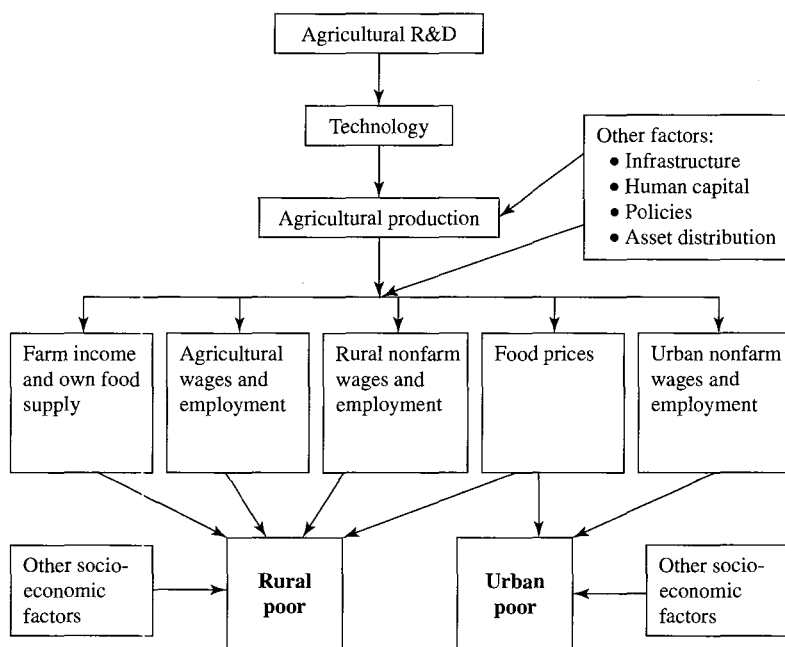 Agricultural R&D
Technology
Other factors:
● Infrastructure
● Human capital
● Policies
● Asset distribution
Agricultural production
Farm income
and own food
supply
Agricultural
wages and
employment
Rural nonfarm
wages and
employment
Food prices
Urban nonfarm
wages and
employment
Other socio-
economic
factors
Rural
poor
Urban
poor
Other socio-
economic
factors